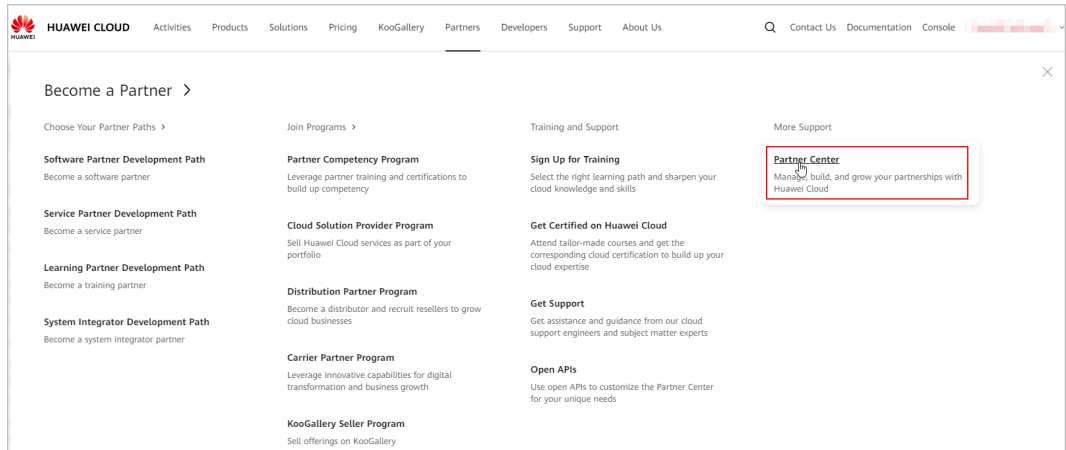 HUAWEI
HUAWEI CLOUD Activities Products Solutions Pricing KooGallery Partners Developers Support About Us Contact Us Documentation Console
Become a Partner >
Choose Your Partner Paths >
Software Partner Development Path
Become a software partner
Service Partner Development Path
Become a service partner
Learning Partner Development Path
Become a training partner
System Integrator Development Path
Become a system integrator partner
Join Programs >
Partner Competency Program
Leverage partner training and certifications to
build up competency
Cloud Solution Provider Program
Sell Huawei Cloud services as part of your
portfolio
Distribution Partner Program
Become a distributor and recruit resellers to grow
cloud businesses
Carrier Partner Program
Leverage innovative capabilities for digital
transformation and business growth
KooGallery Seller Program
Sell offerings on KooGallery
Training and Support
Sign Up for Training
Select the right learning path and sharpen your
cloud knowledge and skills
Get Certified on Huawei Cloud
Attend tailor-made courses and get the
corresponding cloud certification to build up your
cloud expertise
Get Support
Get assistance and guidance from our cloud
support engineers and subject matter experts
Open APIs
Use open APIs to customize the Partner Center
for your unique needs
More Support
Partner Center
Manage, build, and grow your partnerships with
Huawei Cloud